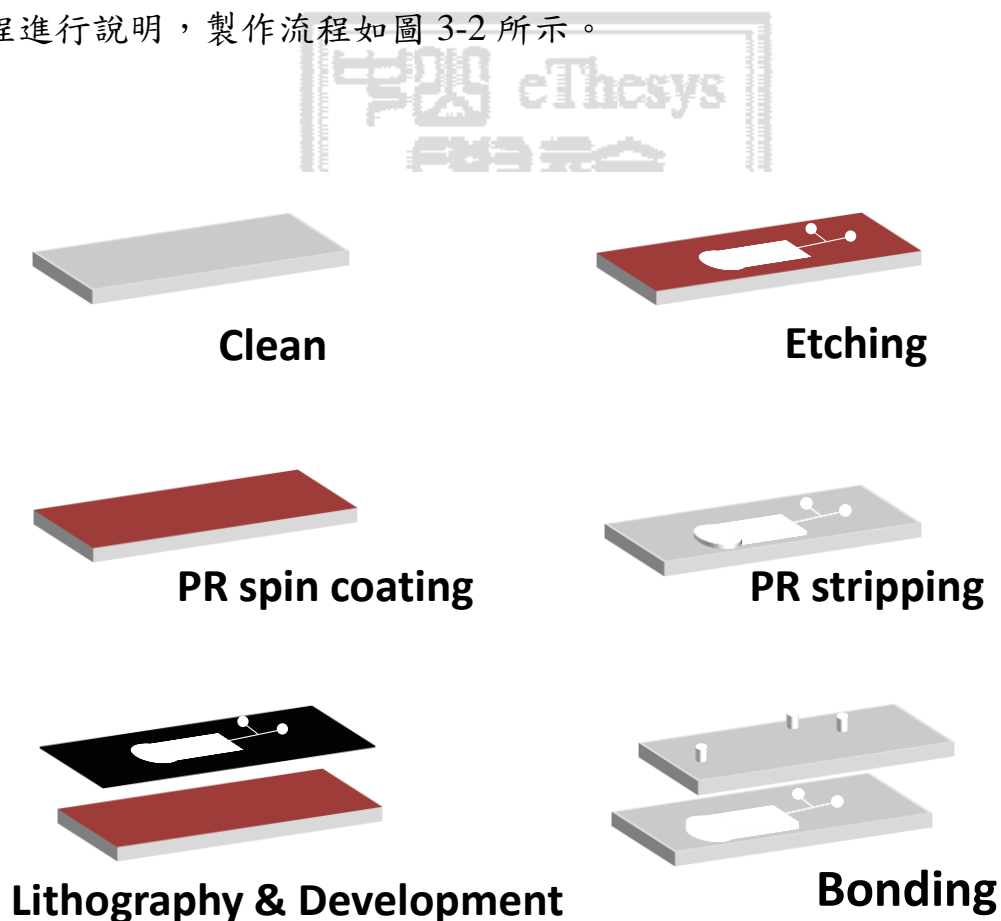 程進行說明，製作流程如圖 3-2 所示。
eThesys
Clean
Etching
PR spin coating
PR stripping
Lithography & Development
Bonding